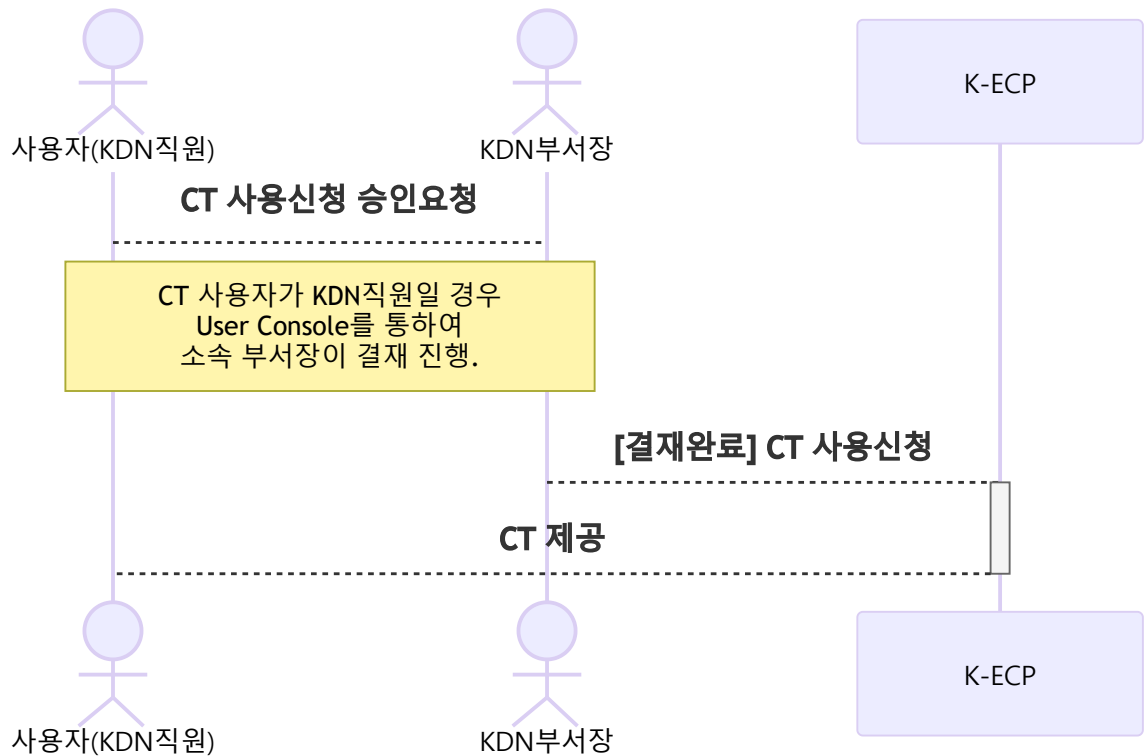 K-ECP
사용자(KDN직원)
KDN부서장
CT 사용신청 승인요청
CT 사용자가 KDN직원일 경우
User Console를 통하여
소속 부서장이 결재 진행.
[결재완료] CT 사용신청
CT 제공
K-ECP
사용자(KDN직원)
KDN부서장